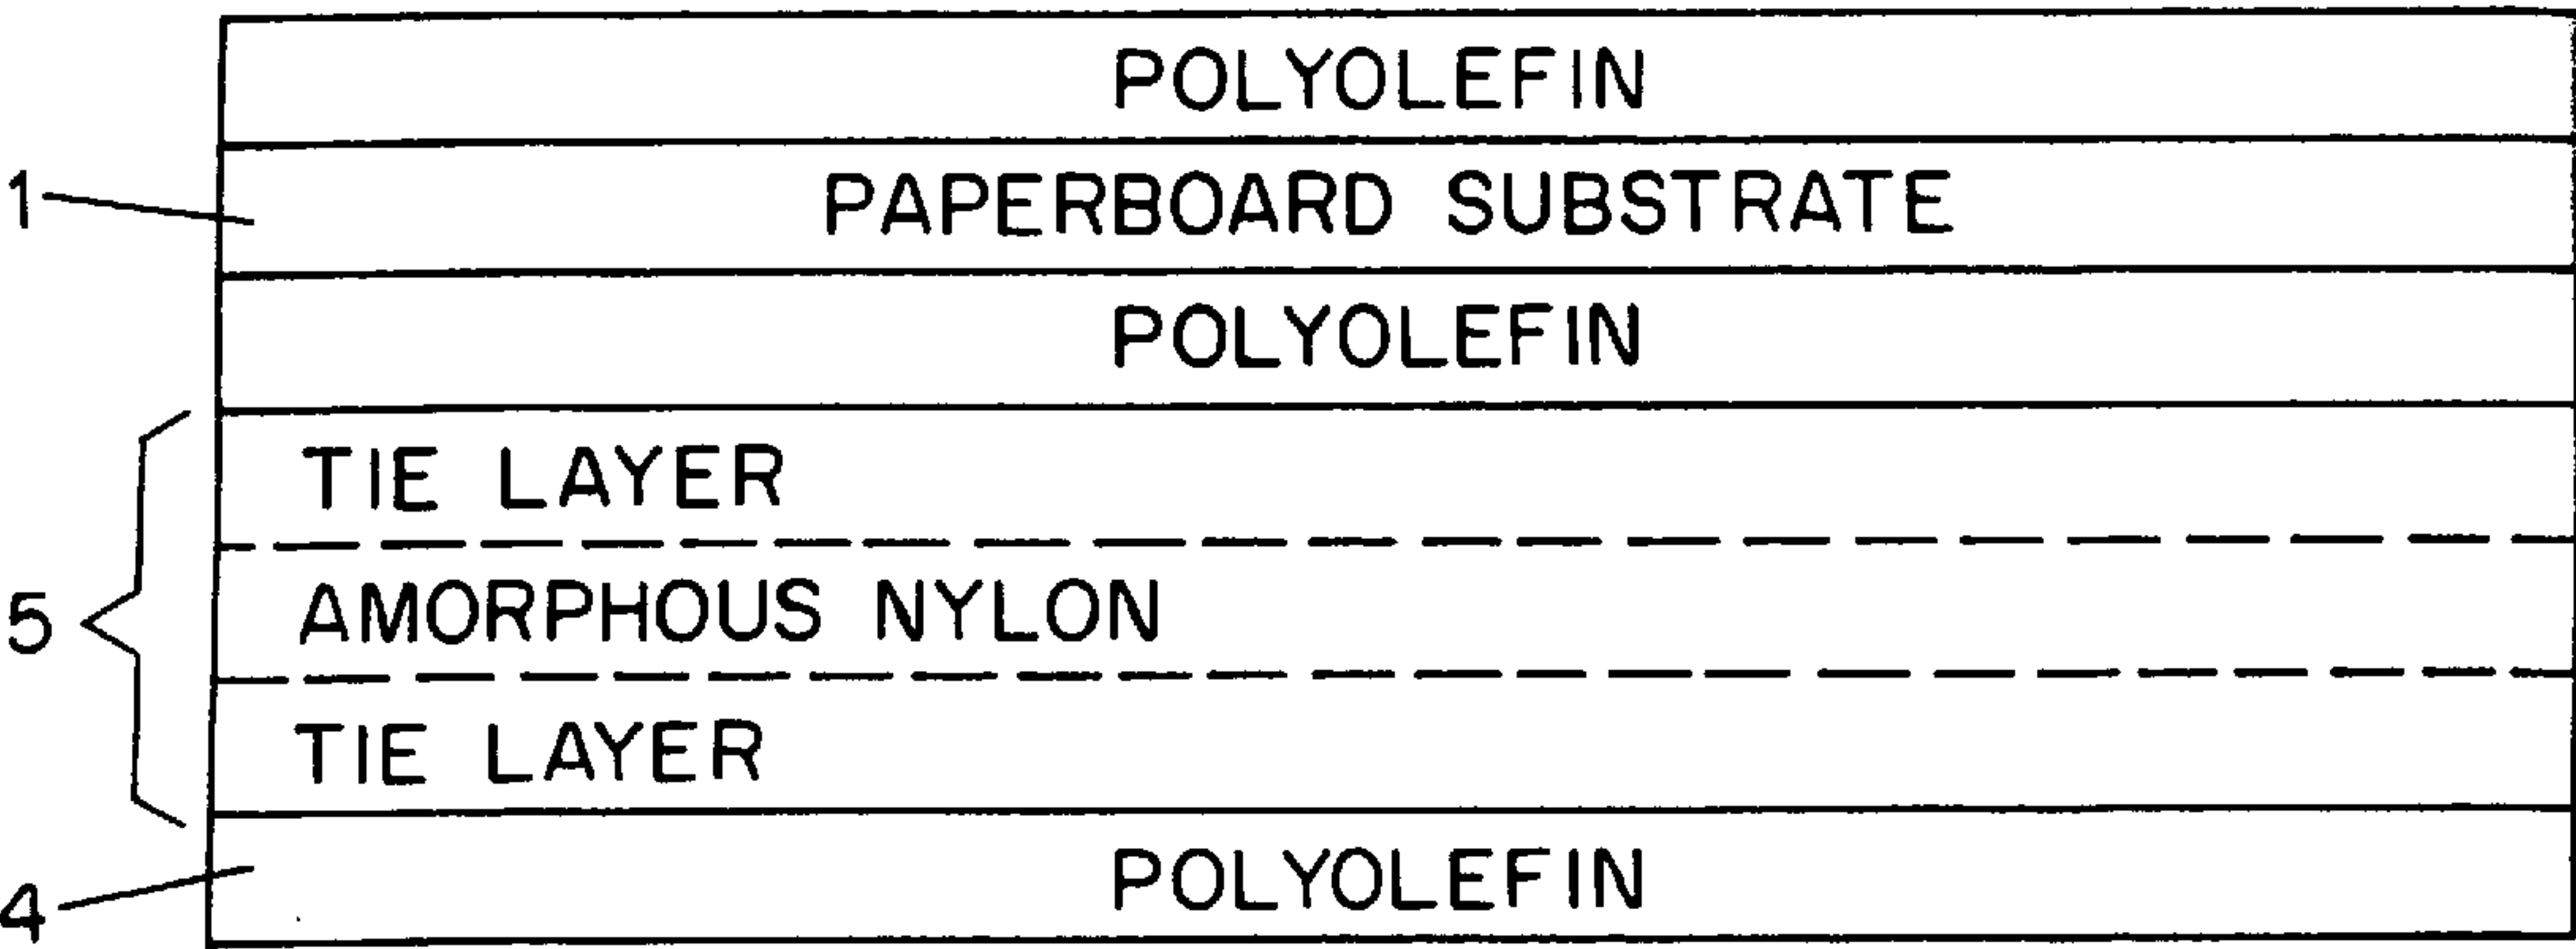 POLYOLEFIN
1 PAPERBOARD SUBSTRATE
POLYOLEFIN
TIE LAYER
5 AMORPHOUS NYLON
TIE LAYER
4 POLYOLEFIN